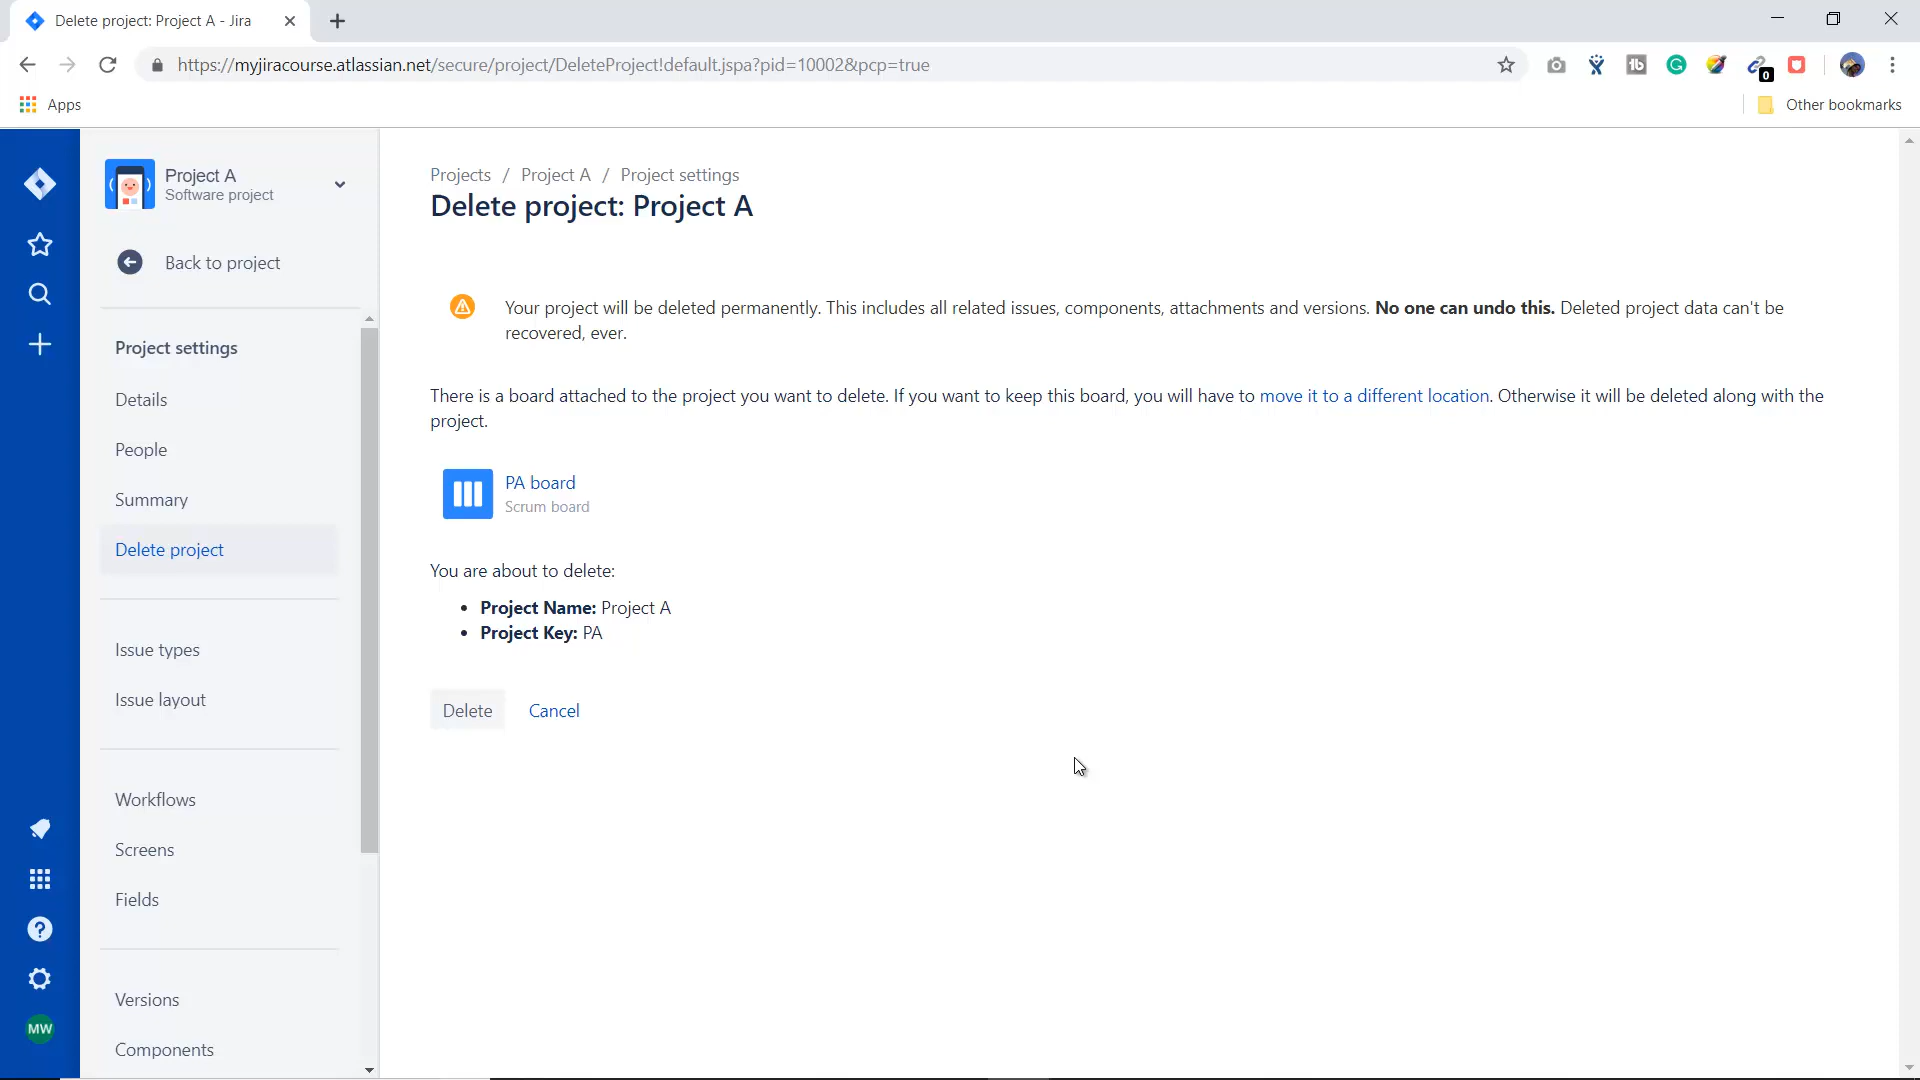 Delete project: Project A - Jira
https://myjiracourse.atlassian.net/secure/project/DeleteProject!default.jspa?pid=10002&pcp=true
0
Apps
Other bookmarks
Project A
Software project
Back to project
Project settings
Details
People
Summary
Delete project
Issue types
Issue layout
Workflows
Screens
Fields
Versions
Components
MW
Projects / Project A / Project settings
Delete project: Project A
Your project will be deleted permanently. This includes all related issues, components, attachments and versions. No one can undo this. Deleted project data can't be
recovered, ever.
There is a board attached to the project you want to delete. If you want to keep this board, you will have to move it to a different location. Otherwise it will be deleted along with the
project.
PA board
Scrum board
You are about to delete:
• Project Name: Project A
• Project Key: PA
Delete Cancel